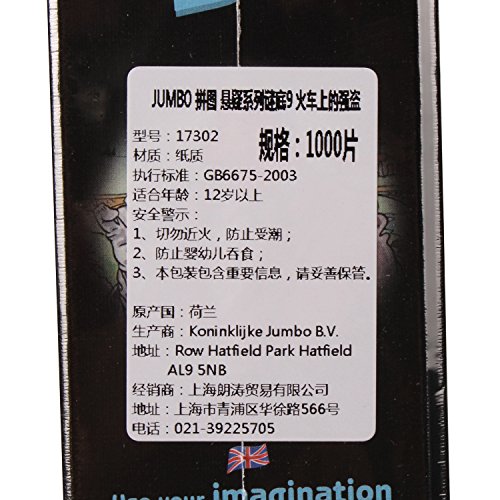 JUMBO 拼图 悬疑系列谜底9 火车上的强盗
型号：17302
规格：1000片
材质：纸质
执行标准：GB6675-2003
适合年龄：12岁以上
安全警示：
1、切勿近火，防止受潮；
2、防止婴幼儿吞食；
3、本包装包含重要信息，请妥善保管。
原产国：荷兰
生产商：Koninklijke Jumbo B.V.
地址：Row Hatfield Park Hatfield
AL9 5NB
经销商：上海朗涛贸易有限公司
地址：上海市青浦区华徐路566号
电话：021-39225705
Use your imagination